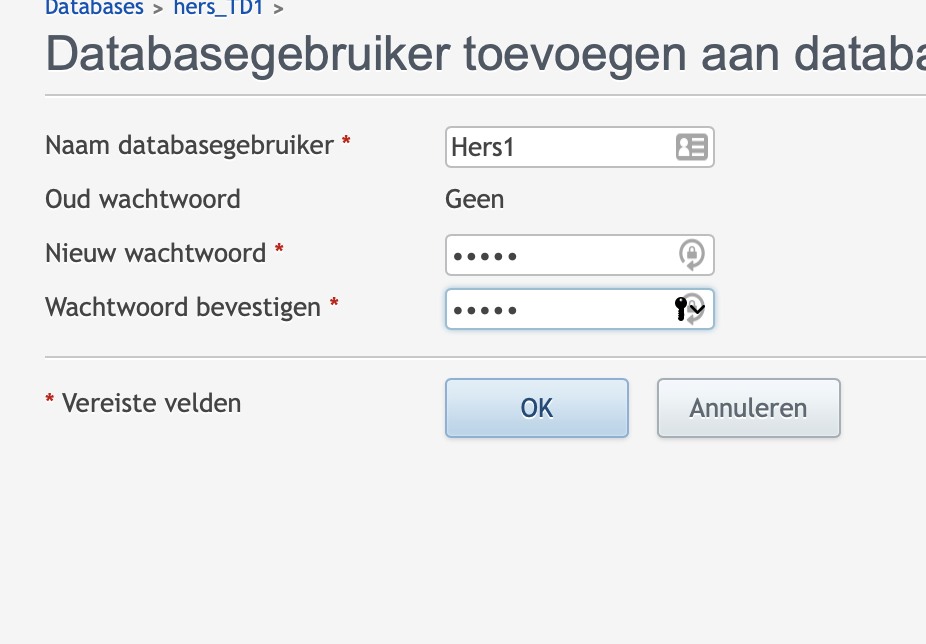 Databases > hers_TD1 >
Databasegebruiker toevoegen aan databa
Naam databasegebruiker * Hers1
Oud wachtwoord Geen
Nieuw wachtwoord * •••••
Wachtwoord bevestigen * •••••
* Vereiste velden OK Annuleren